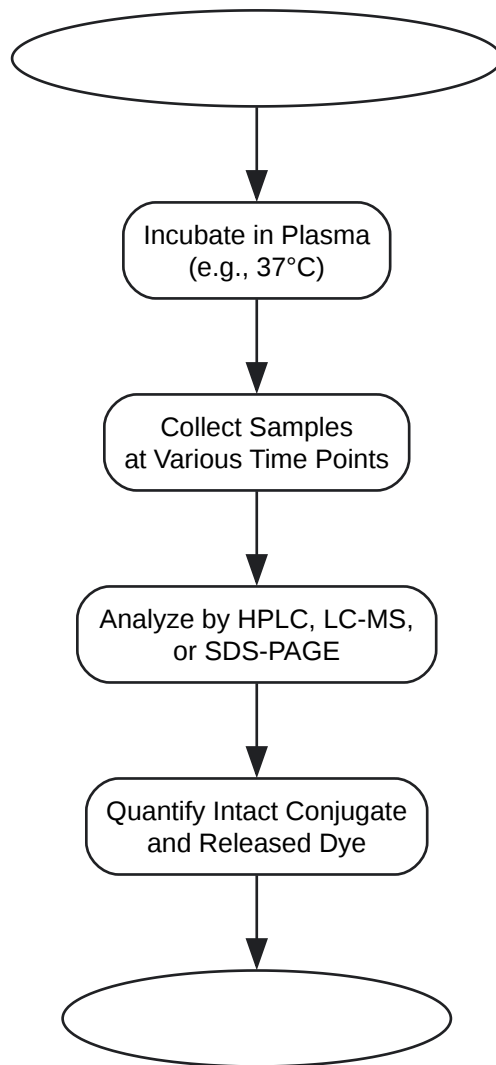 Incubate in Plasma
(e.g., 37°C)
Collect Samples
at Various Time Points
Analyze by HPLC, LC-MS,
or SDS-PAGE
Quantify Intact Conjugate
and Released Dye